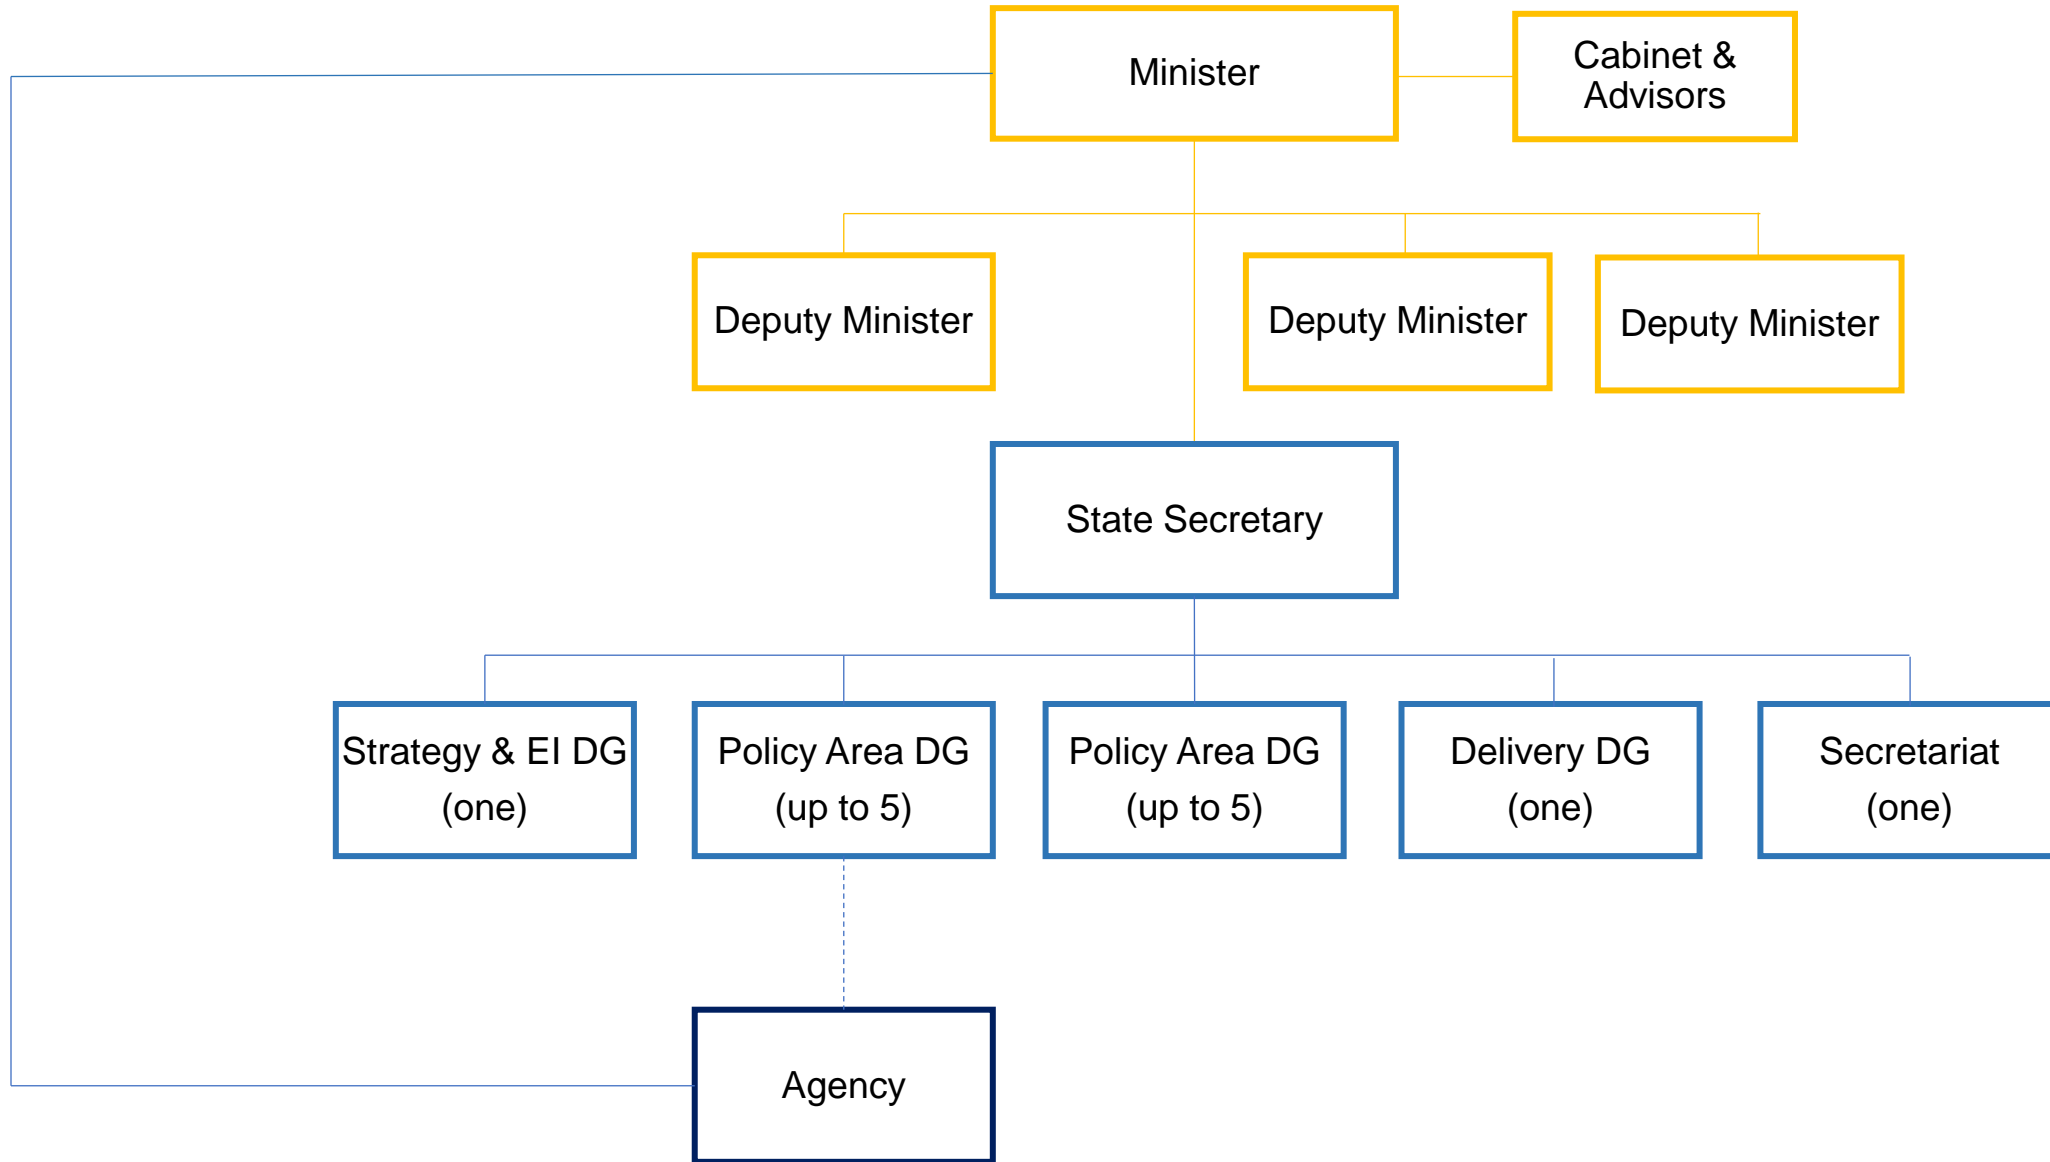 Minister
Cabinet &
Advisors
Deputy Minister
Deputy Minister
Deputy Minister
State Secretary
Strategy & EI DG
(one)
Policy Area DG
(up to 5)
Policy Area DG
(up to 5)
Delivery DG
(one)
Secretariat
(one)
Agency